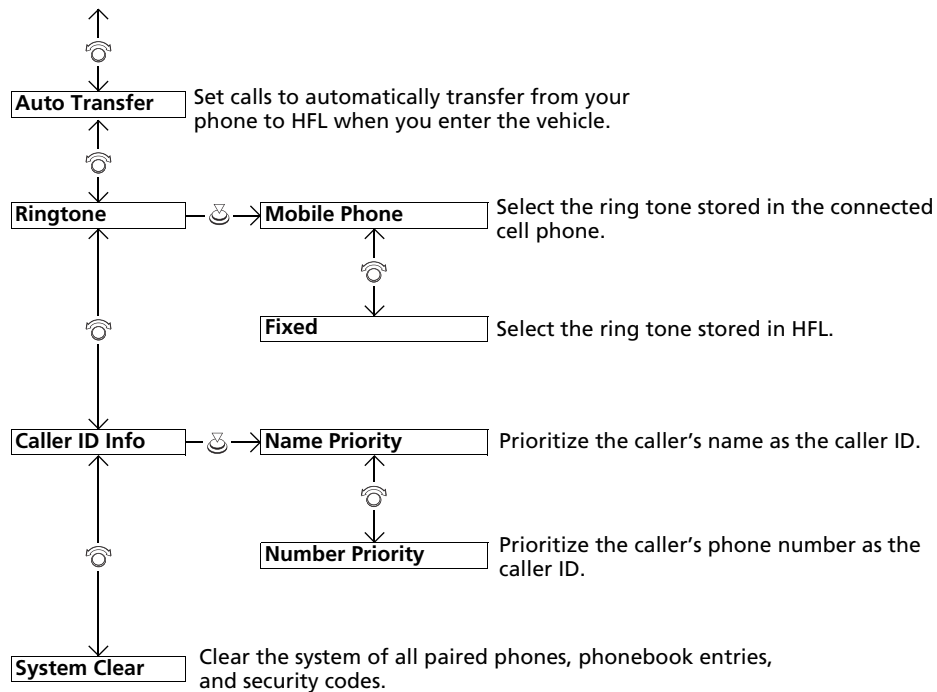 Auto Transfer
Set calls to automatically transfer from your
phone to HFL when you enter the vehicle.
Ringtone
Mobile Phone
Select the ring tone stored in the connected
cell phone.
Fixed
Select the ring tone stored in HFL.
Caller ID Info
Name Priority
Prioritize the caller’s name as the caller ID.
Number Priority
Prioritize the caller’s phone number as the
caller ID.
System Clear
Clear the system of all paired phones, phonebook entries,
and security codes.